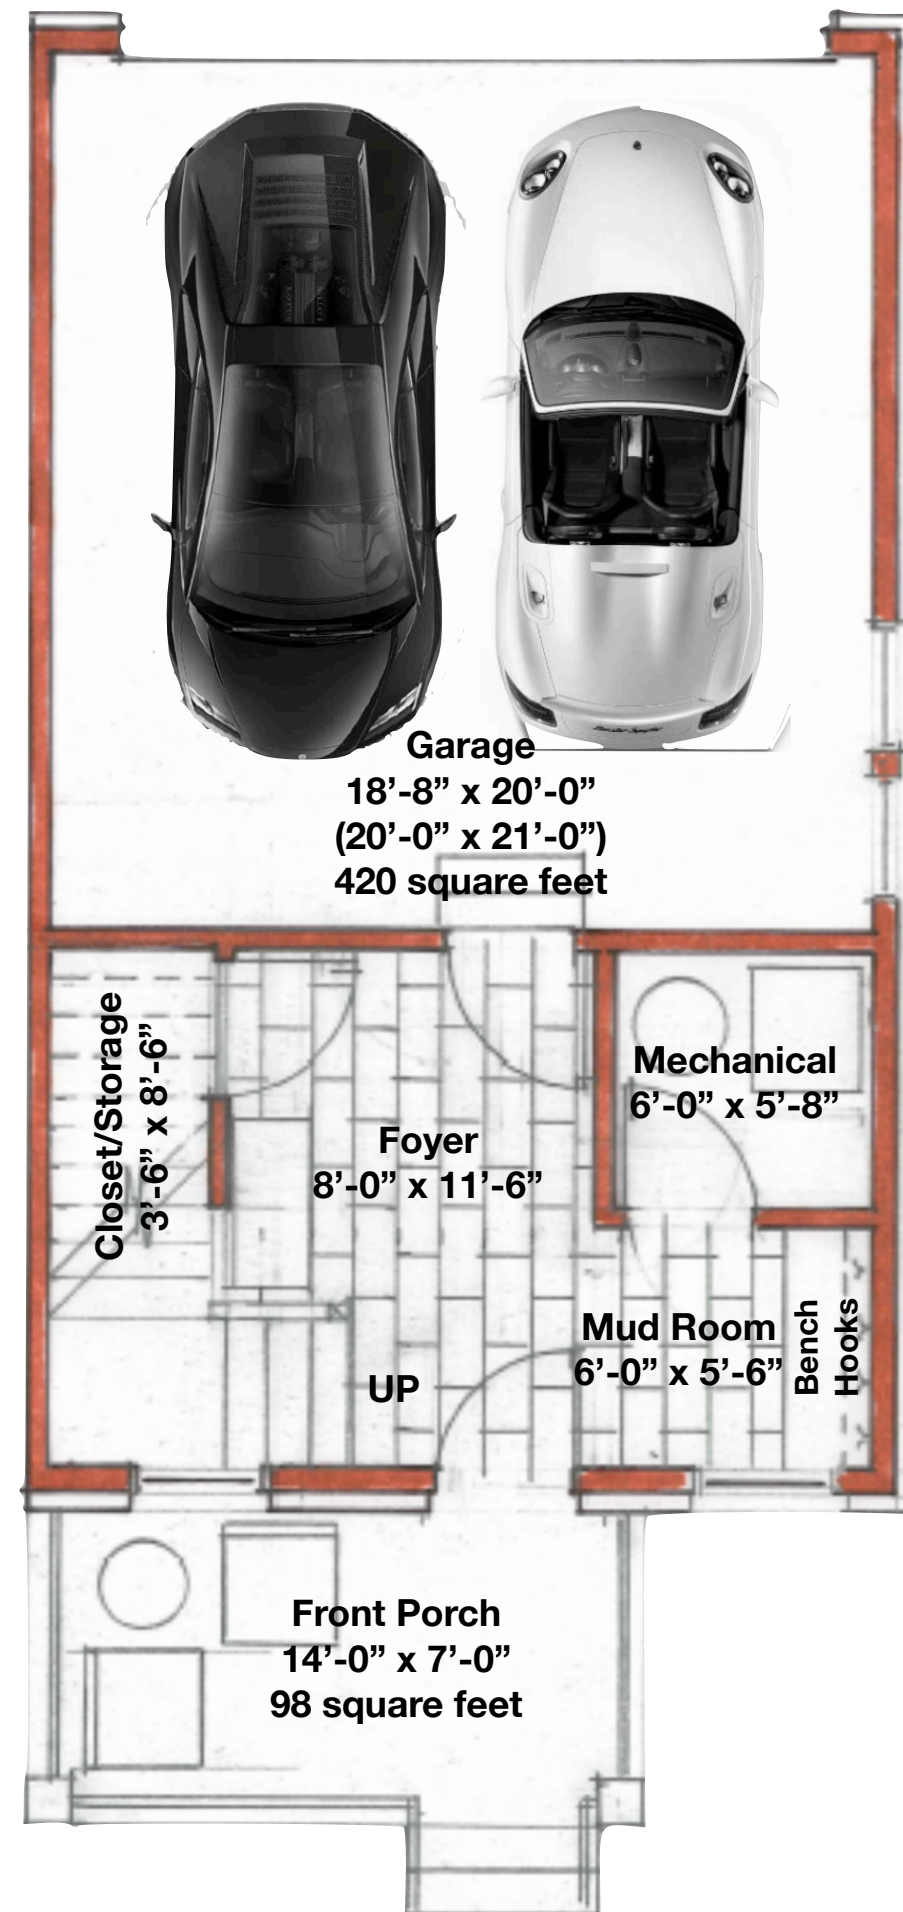 Garage
18’-8” x 20’-0”
(20’-0” x 21’-0”)
420 square feet
Closet/Storage
3’-6” x 8’-6”
Mechanical
6’-0” x 5’-8”
Foyer
8’-0” x 11’-6”
Mud Room
6’-0” x 5’-6”
Bench
Hooks
UP
Front Porch
14’-0” x 7’-0”
98 square feet